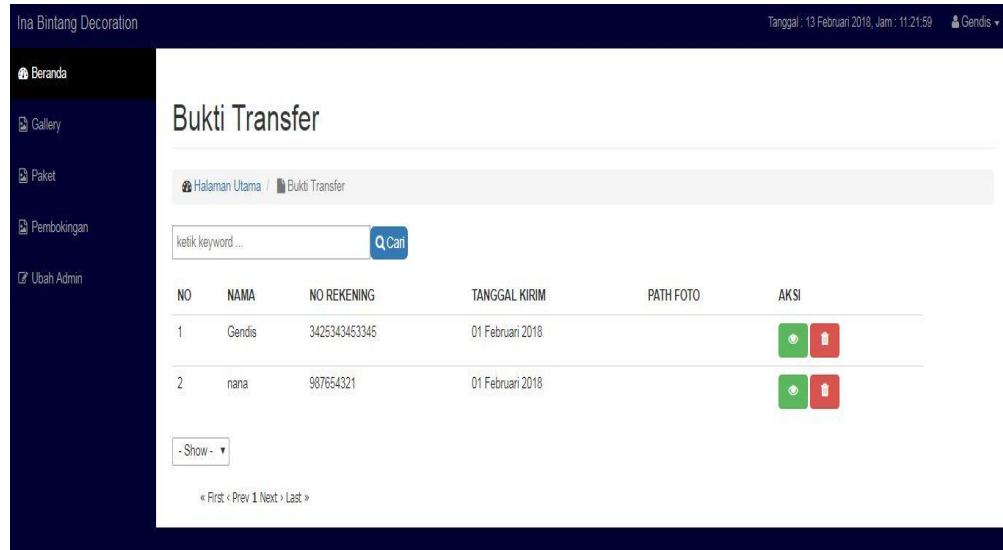 Ina Bintang Decoration
Tanggal : 13 Februari 2018, Jam : 11:21:59 Gendis
Beranda
Gallery
Paket
Pembokingan
Ubah Admin
Bukti Transfer
Halaman Utama / Bukti Transfer
ketik keyword ... Cari
NO NAMA NO REKENING TANGGAL KIRIM PATH FOTO AKSI
1 Gendis 3425343453345 01 Februari 2018
2 nana 987654321 01 Februari 2018
- Show -
« First ‹ Prev 1 Next › Last »